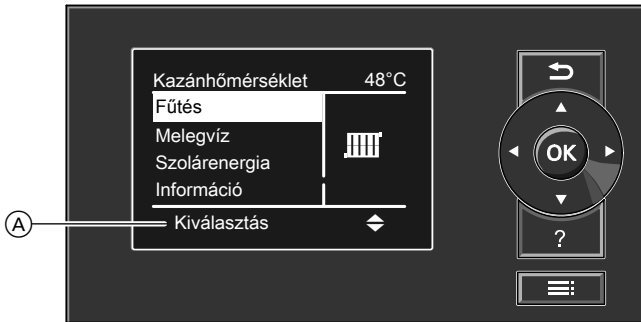 Kazánhőmérséklet 48°C
Fűtés
Melegvíz
Szolárenergia
Információ
Kiválasztás
A
OK
?